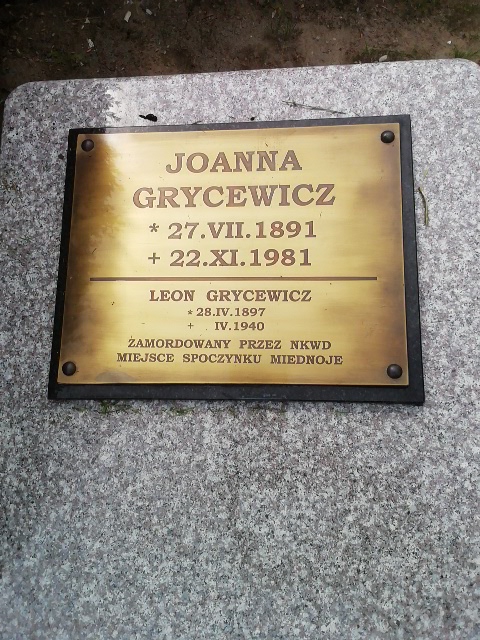 JOANNA
GRYCEWICZ
* 27.VII.1891
+ 22.XI.1981
LEON GRYCEWICZ
* 28.IV.1897
+ IV.1940
ZAMORDOWANY PRZEZ NKWD
MIEJSCE SPOCZYNKU MIEDNOJE